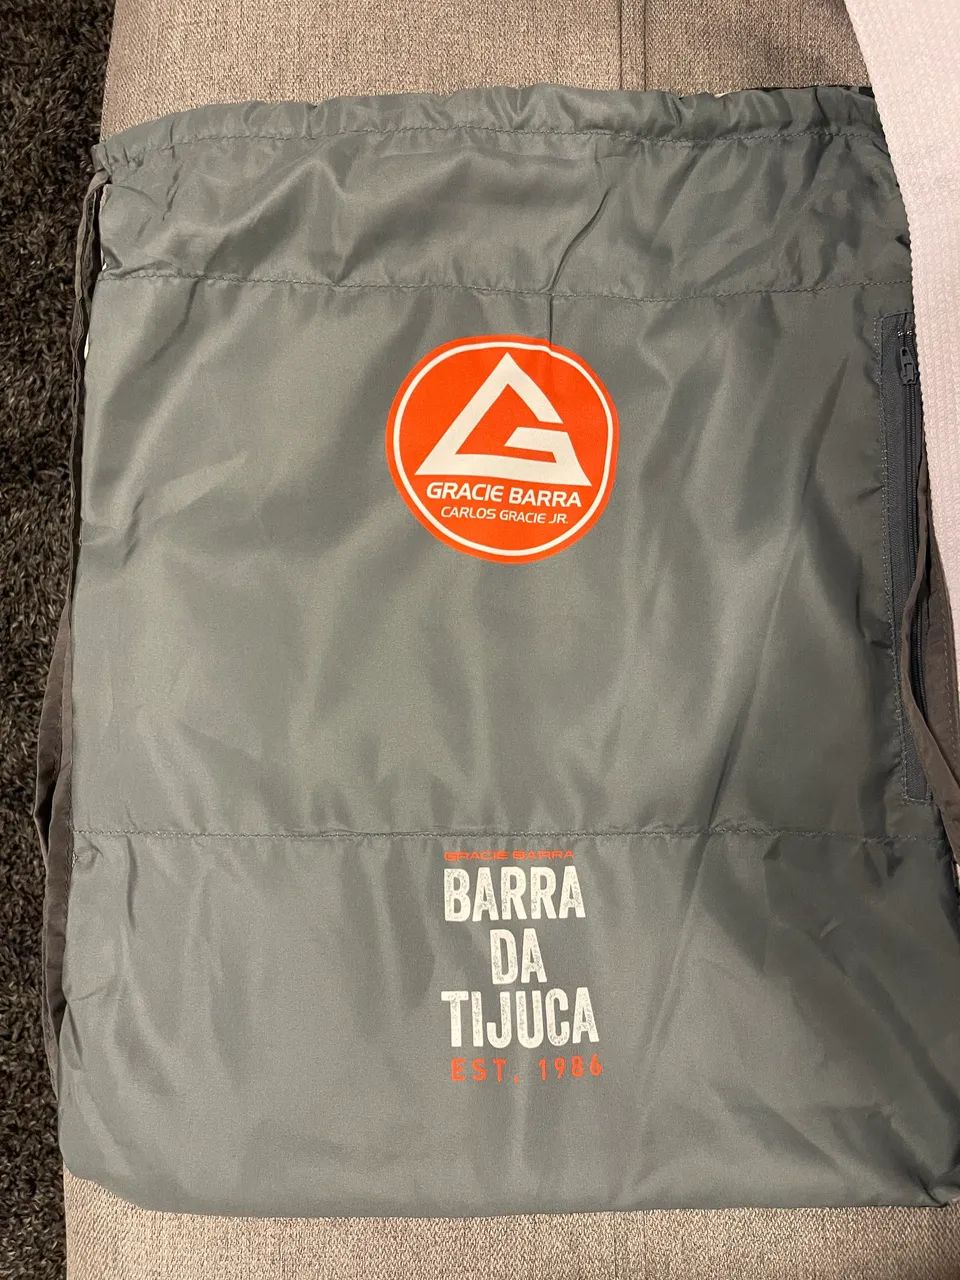 GRACIE BARRA
CARLOS GRACIE JR.
GRACIE BARRA
BARRA
DA
TIJUCA
EST. 1986